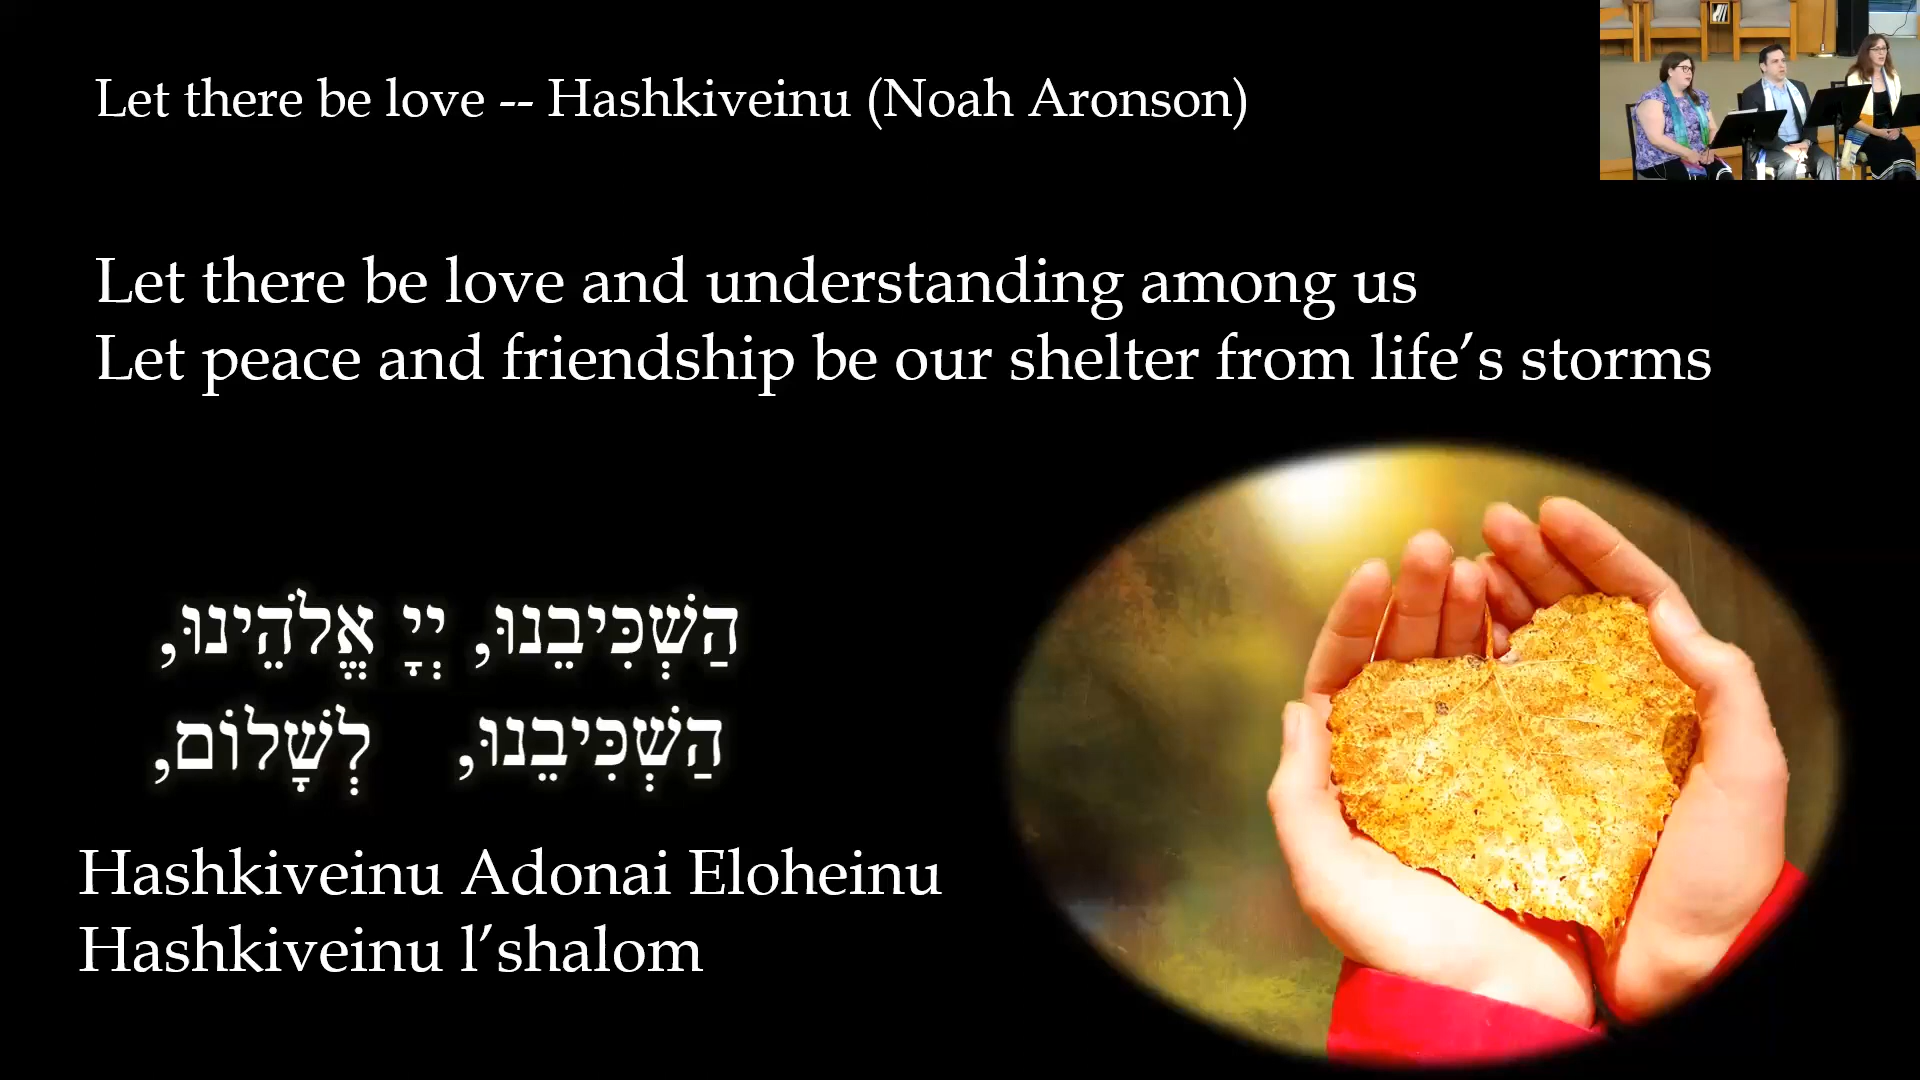 Let there be love -- Hashkiveinu (Noah Aronson)
Let there be love and understanding among us
Let peace and friendship be our shelter from life’s storms
הַשְׁכִּיבֵנוּ, יְיָ אֱלֹהֵינוּ,
הַשְׁכִּיבֵנוּ, לְשָׁלוֹם,
Hashkiveinu Adonai Eloheinu
Hashkiveinu l’shalom